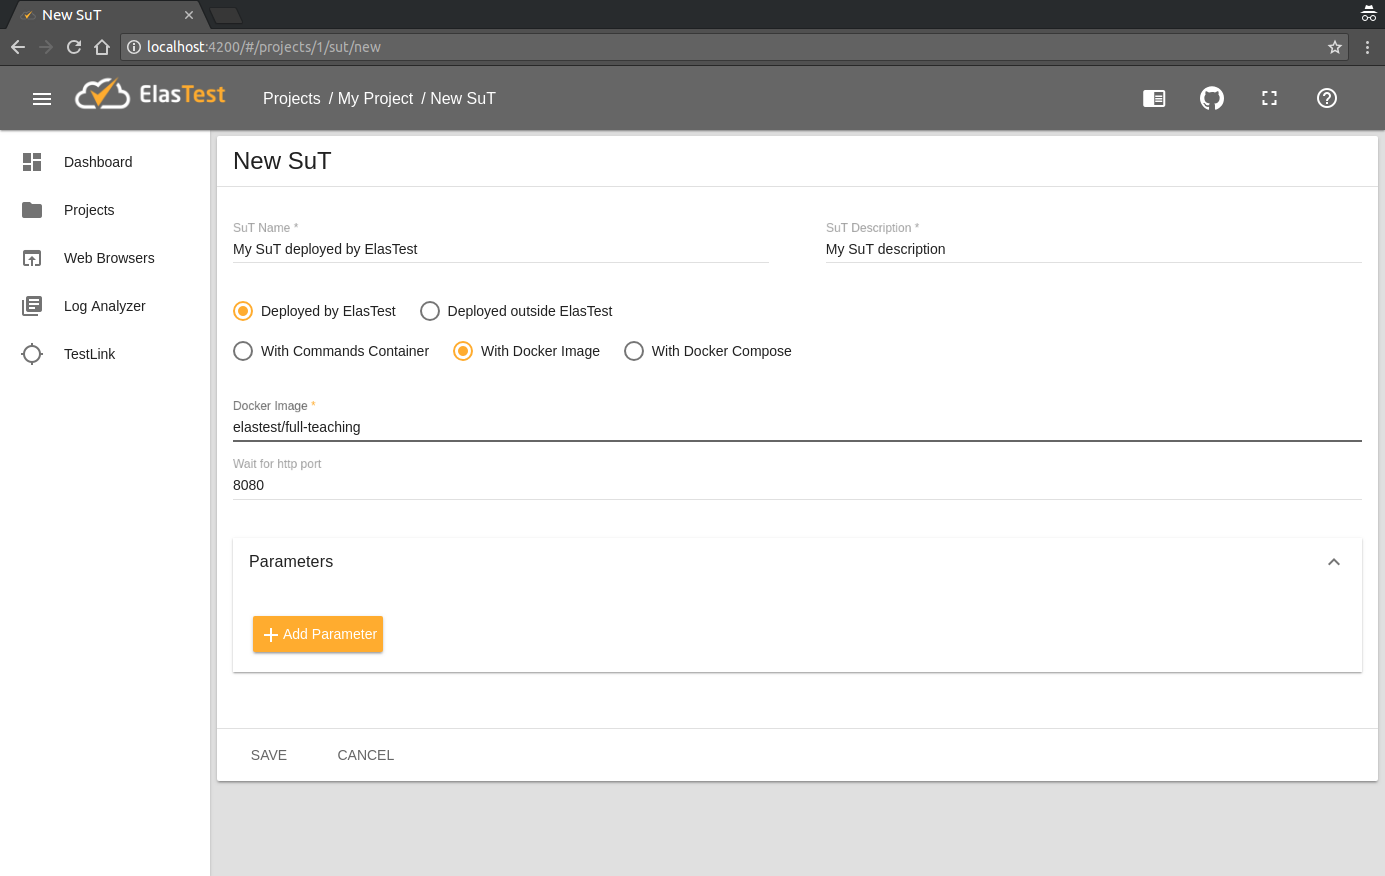 New SuT
localhost:4200/#/projects/1/sut/new
ElasTest
Projects / My Project / New SuT
Dashboard
Projects
Web Browsers
Log Analyzer
TestLink
New SuT
SuT Name * SuT Description *
My SuT deployed by ElasTest My SuT description
Deployed by ElasTest Deployed outside ElasTest
With Commands Container With Docker Image With Docker Compose
Docker Image *
elastest/full-teaching
Wait for http port
8080
Parameters
Add Parameter
SAVE CANCEL